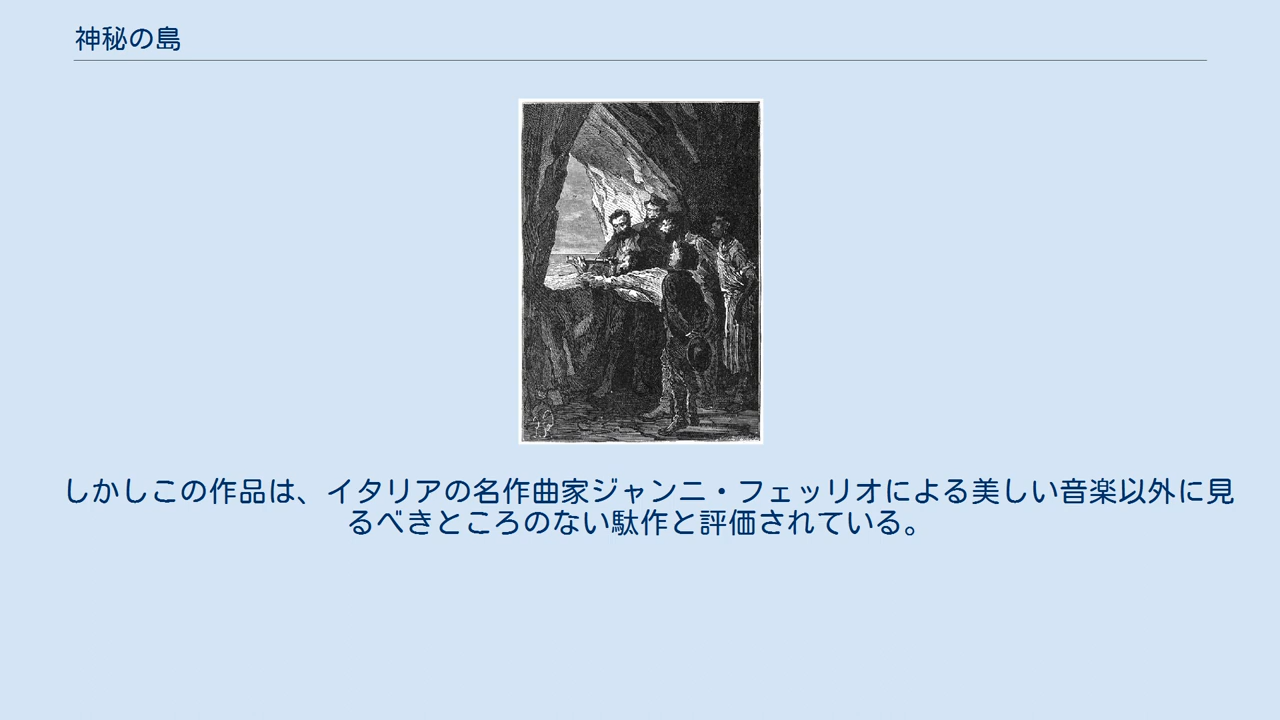 神秘の島
しかしこの作品は、イタリアの名作曲家ジャンニ・フェッリオによる美しい音楽以外に見
るべきところのない駄作と評価されている。